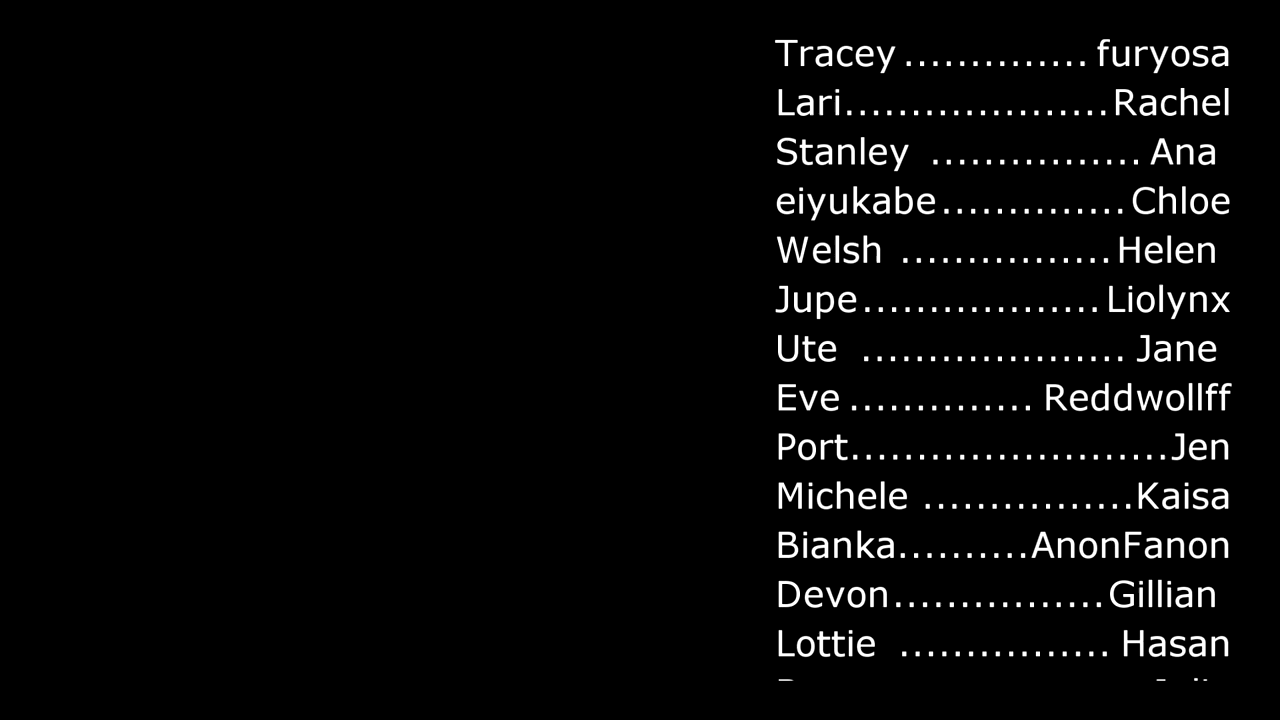 Tracey .............. furyosa
Lari....................Rachel
Stanley ................ Ana
eiyukabe..............Chloe
Welsh ................Helen
Jupe..................Liolynx
Ute .................... Jane
Eve .............. Reddwollff
Port........................Jen
Michele ................Kaisa
Bianka..........AnonFanon
Devon................Gillian
Lottie ................ Hasan